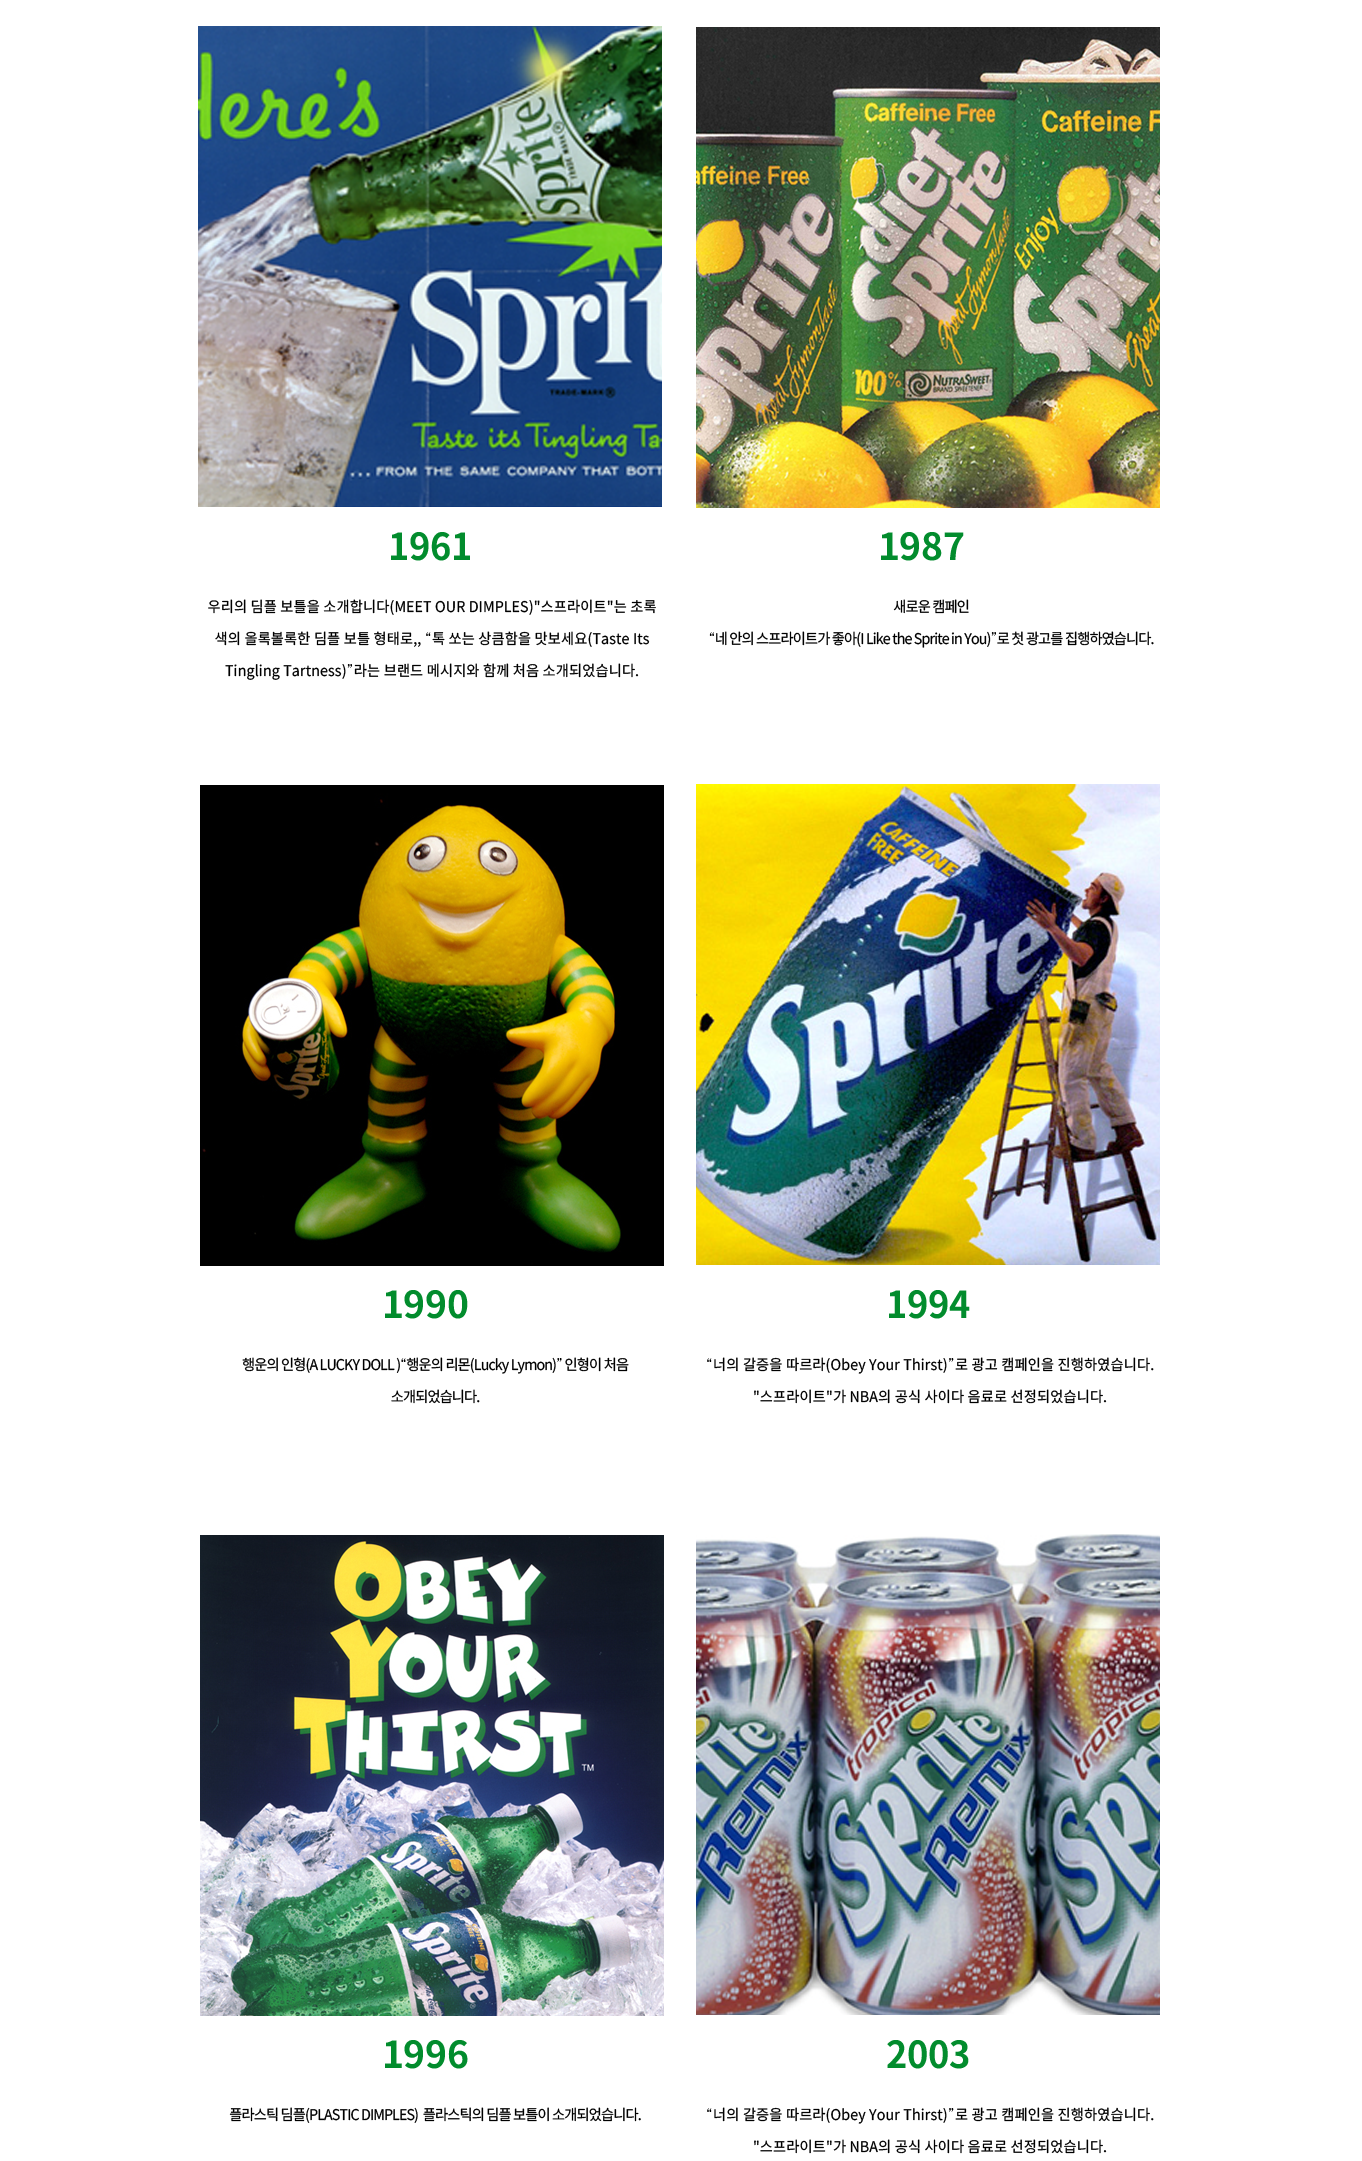 Here's
Sprite
TRADE MARK ®
TRADE-MARK ®
Taste its Tingling Ta
... FROM THE SAME COMPANY THAT BOTT
Caffeine Free
Caffeine F
affeine Free
diet
Sprite
Great Lymon Taste
Enjoy
Sprit
Great
Sprite
Great Lymon Taste
100%
NUTRASWEET
BRAND SWEETENER
1961
1987
우리의 딤플 보틀을 소개합니다(MEET OUR DIMPLES)"스프라이트"는 초록
색의 올록볼록한 딤플 보틀 형태로,, “톡 쏘는 상큼함을 맛보세요(Taste Its
Tingling Tartness)”라는 브랜드 메시지와 함께 처음 소개되었습니다.
새로운 캠페인
“네 안의 스프라이트가 좋아(I Like the Sprite in You)”로 첫 광고를 집행하였습니다.
Sprite
CAFFEINE
FREE
Sprite
1990
1994
행운의 인형(A LUCKY DOLL )“행운의 리몬(Lucky Lymon)” 인형이 처음
소개되었습니다.
“너의 갈증을 따르라(Obey Your Thirst)”로 광고 캠페인을 진행하였습니다.
"스프라이트"가 NBA의 공식 사이다 음료로 선정되었습니다.
OBEY
YOUR
THIRST
TM
Sprite
Sprite
tropical
Sprite
Remix
Remix
tropical
Spr
1996
2003
플라스틱 딤플(PLASTIC DIMPLES) 플라스틱의 딤플 보틀이 소개되었습니다.
“너의 갈증을 따르라(Obey Your Thirst)”로 광고 캠페인을 진행하였습니다.
"스프라이트"가 NBA의 공식 사이다 음료로 선정되었습니다.